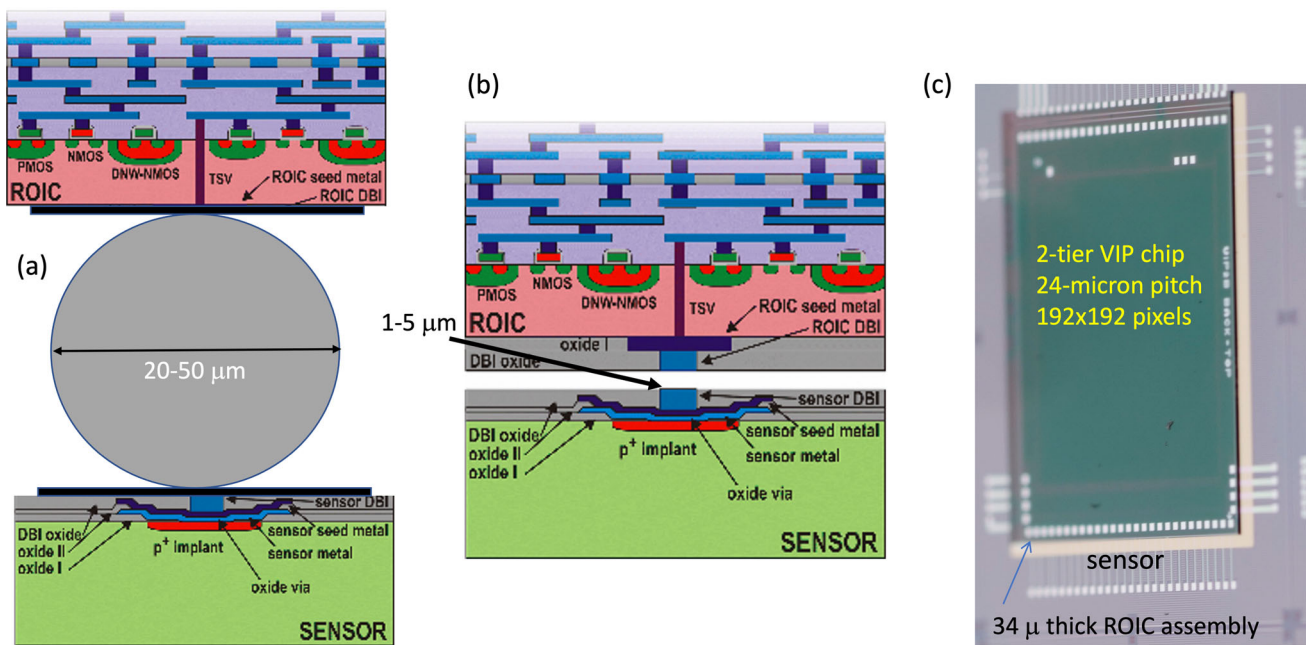 PMOS
NMOS
DNW-NMOS
TSV
ROIC seed metal
ROIC DBI
ROIC
(a)
20-50 μm
sensor DBI
DBI oxide
oxide II
oxide I
p+ Implant
sensor seed metal
sensor metal
oxide via
SENSOR
(b)
PMOS
NMOS
DNW-NMOS
TSV
ROIC seed metal
ROIC DBI
ROIC
1-5 μm
oxide I
DBI oxide
sensor DBI
DBI oxide
oxide II
oxide I
p+ Implant
sensor seed metal
sensor metal
oxide via
SENSOR
(c)
2-tier VIP chip
24-micron pitch
192x192 pixels
VIP2B BACK-TOP
sensor
34 μ thick ROIC assembly